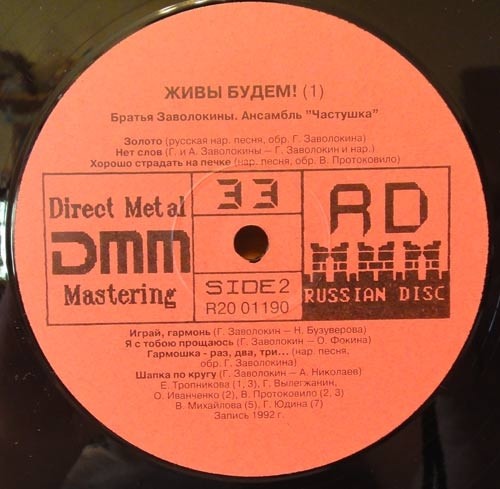 ЖИВЫ БУДЕМ! (1)
Братья Заволокины. Ансамбль "Частушка"
Золото (русская нар. песня, обр. Г. Заволокина)
Нет слов (Г. и А. Заволокины – Г. Заволокин и нар.)
Хорошо страдать на печке (нар. песня, обр. В. Протоковило)
Direct Metal
DMM
Mastering
33
SIDE 2
R20 01190
RD
RUSSIAN DISC
Играй, гармонь (Г. Заволокин – Н. Бузуверова)
Я с тобою прощаюсь (Г. Заволокин – О. Фокина)
Гармошка - раз, два, три... (нар. песня,
обр. Г. Заволокина)
Шапка по кругу (Г. Заволокин – А. Николаев)
Е. Тропникова (1, 3), Г. Вылегжанин,
О. Иванченко (2), В. Протоковило (2, 3)
В. Михайлова (5), Г. Юдина (7)
Запись 1992 г.